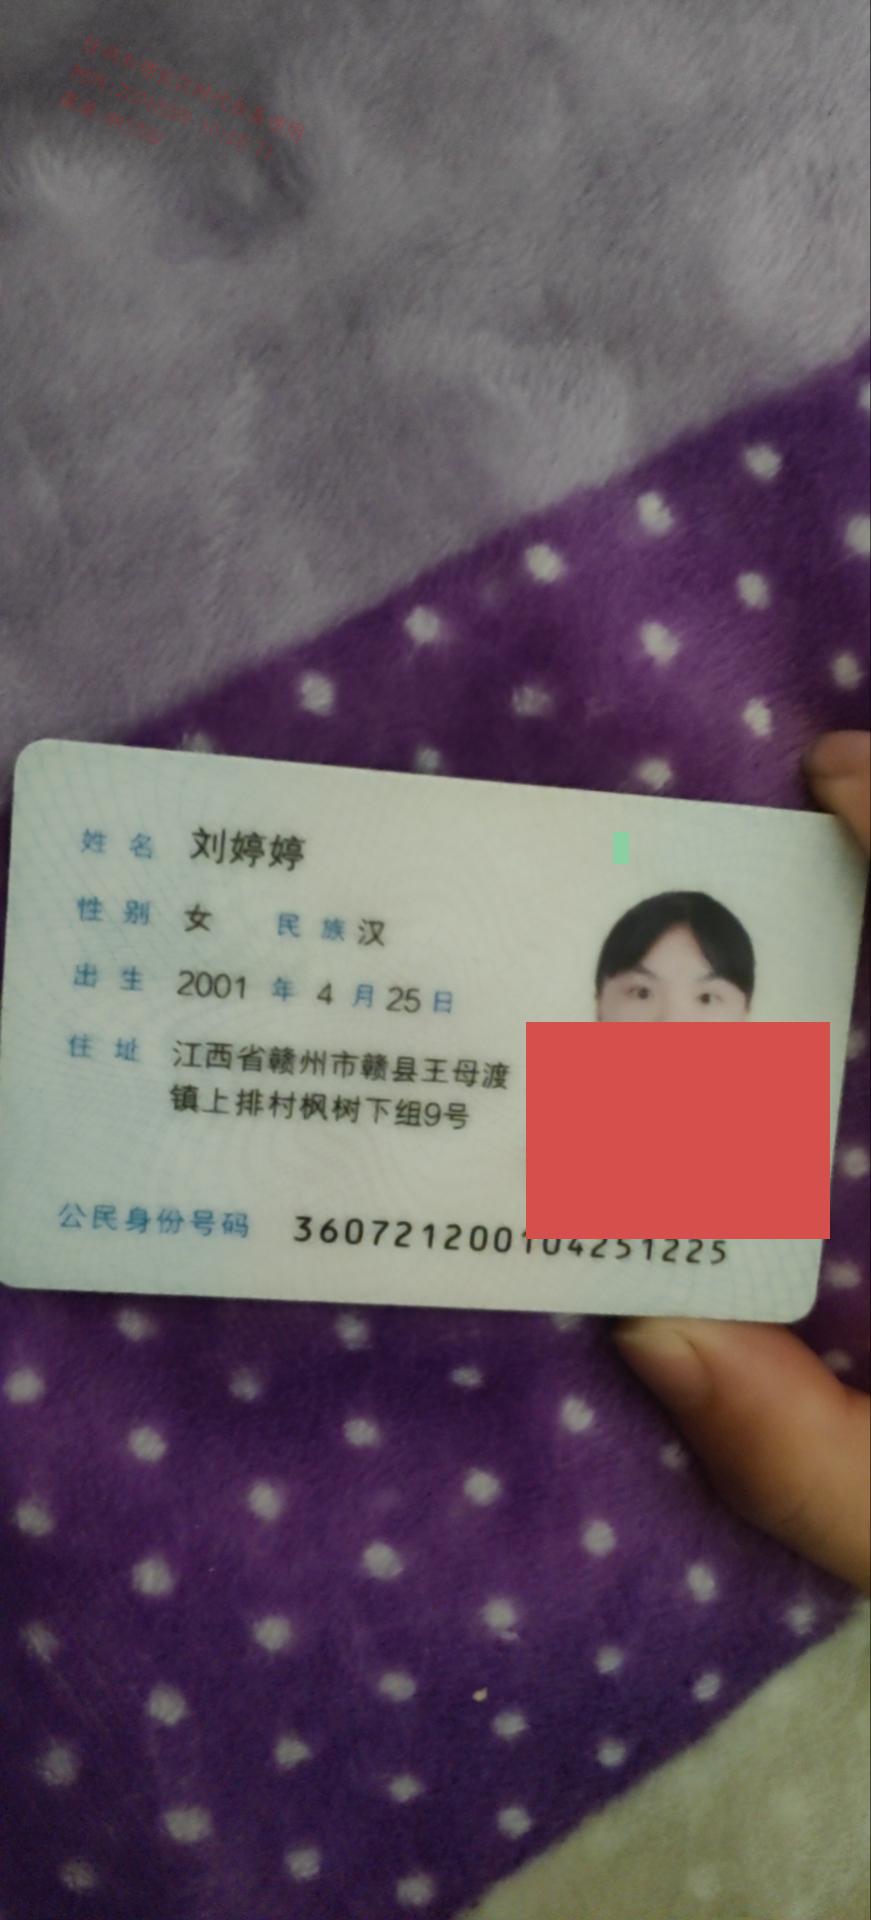 姓名 刘婷婷
性别 女 民族 汉
出生 2001 年 4 月 25 日
住址 江西省赣州市赣县王母渡
镇上排村枫树下组9号
公民身份号码 360721200104251225